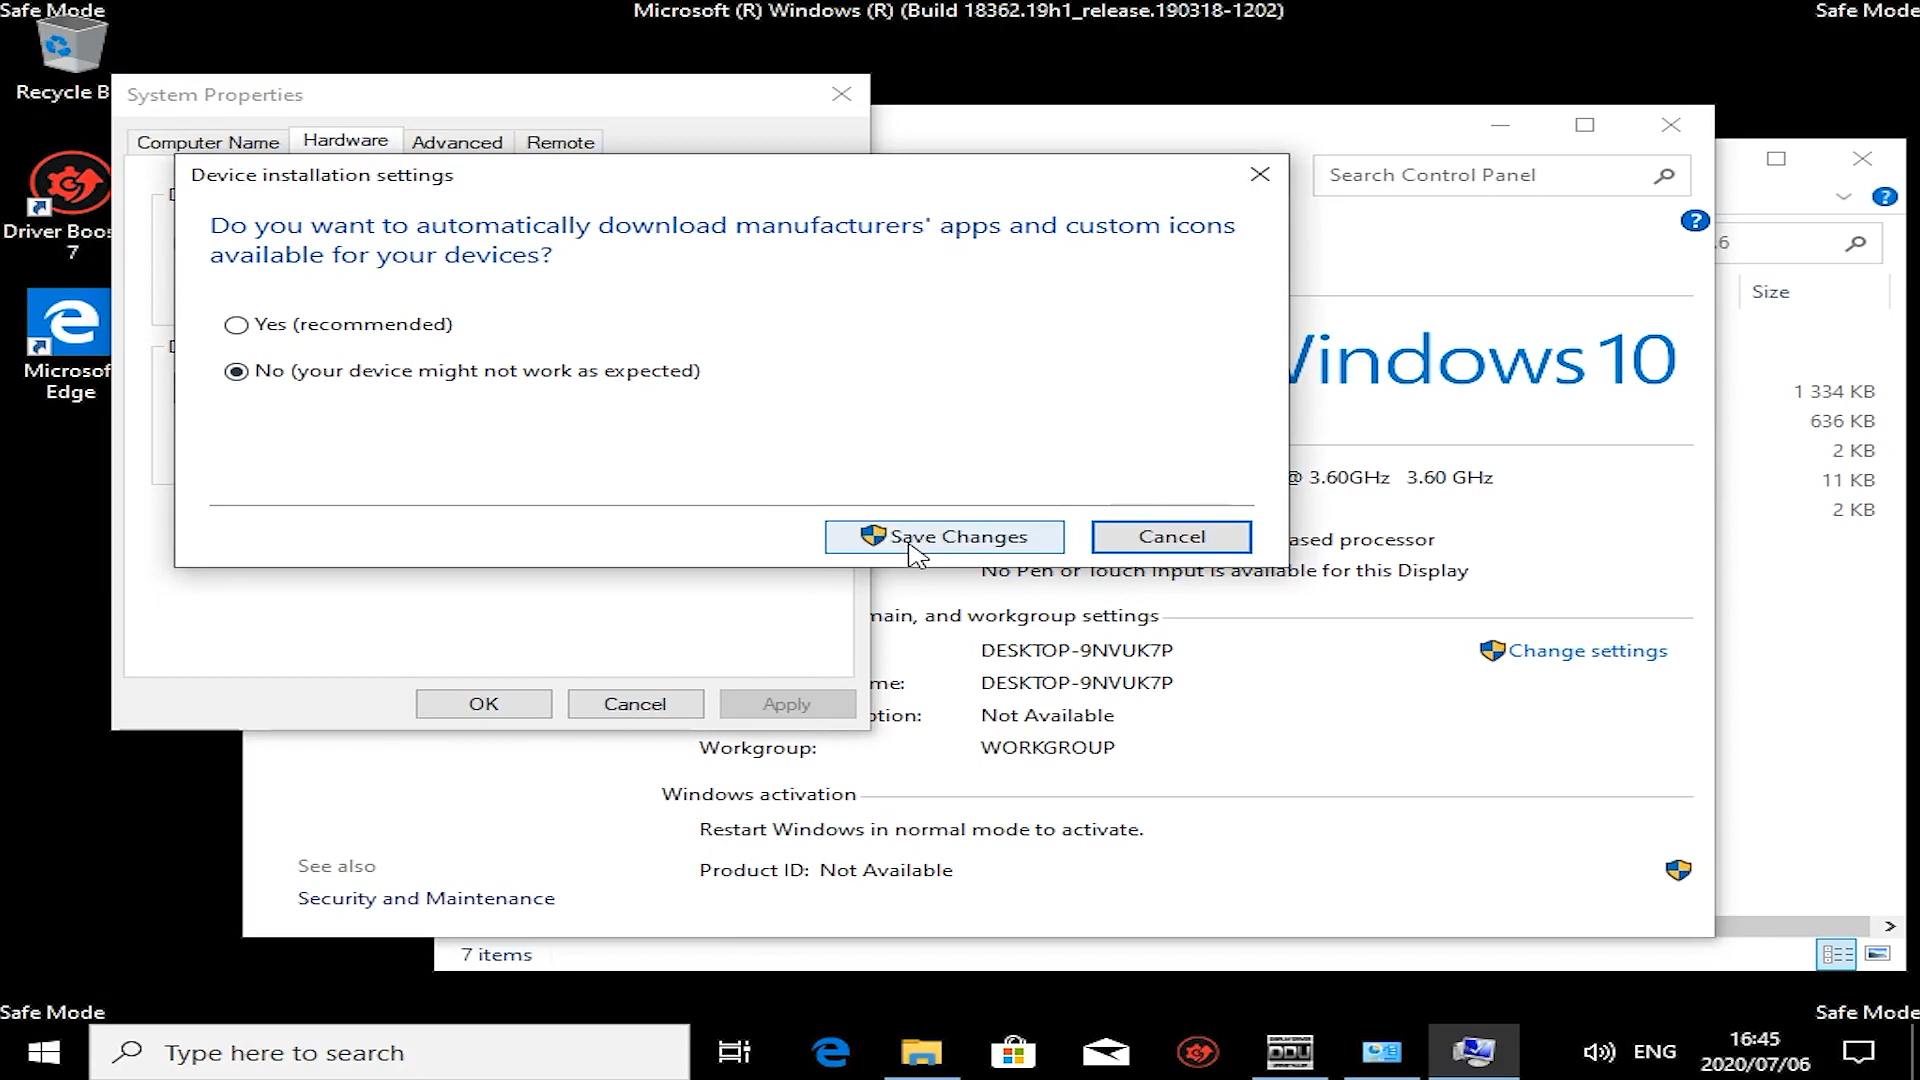 Safe Mode
Microsoft (R) Windows (R) (Build 18362.19h1_release.190318-1202)
Safe Mode
Recycle B
Driver Boos
7
Microsof
Edge
System Properties
Computer Name
Hardware
Advanced
Remote
Device installation settings
Do you want to automatically download manufacturers' apps and custom icons
available for your devices?
Yes (recommended)
No (your device might not work as expected)
Save Changes
Cancel
OK
Cancel
Apply
Search Control Panel
Windows 10
@ 3.60GHz 3.60 GHz
ased processor
No Pen or Touch Input is available for this Display
main, and workgroup settings
DESKTOP-9NVUK7P
Change settings
me:
DESKTOP-9NVUK7P
ption:
Not Available
Workgroup:
WORKGROUP
Windows activation
Restart Windows in normal mode to activate.
Product ID: Not Available
See also
Security and Maintenance
.6
Size
1 334 KB
636 KB
2 KB
11 KB
2 KB
7 items
Safe Mode
Safe Mode
Type here to search
DDU
ENG
16:45
2020/07/06